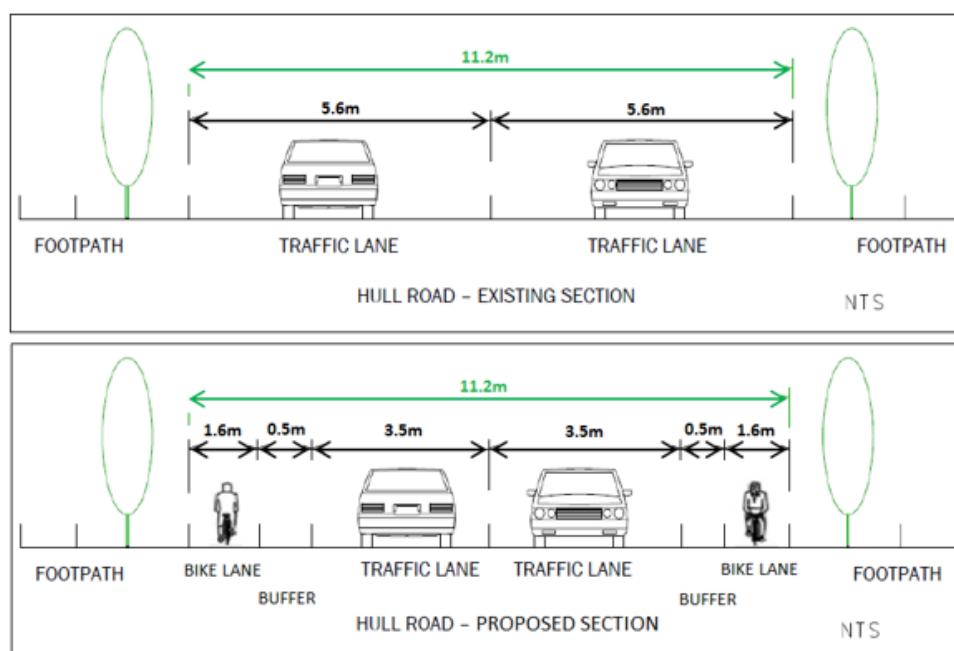 11.2m
5.6m 5.6m
FOOTPATH TRAFFIC LANE TRAFFIC LANE FOOTPATH
HULL ROAD – EXISTING SECTION NTS
11.2m
1.6m 0.5m 3.5m 3.5m 0.5m 1.6m
FOOTPATH BIKE LANE TRAFFIC LANE TRAFFIC LANE BIKE LANE FOOTPATH
BUFFER BUFFER
HULL ROAD – PROPOSED SECTION NTS